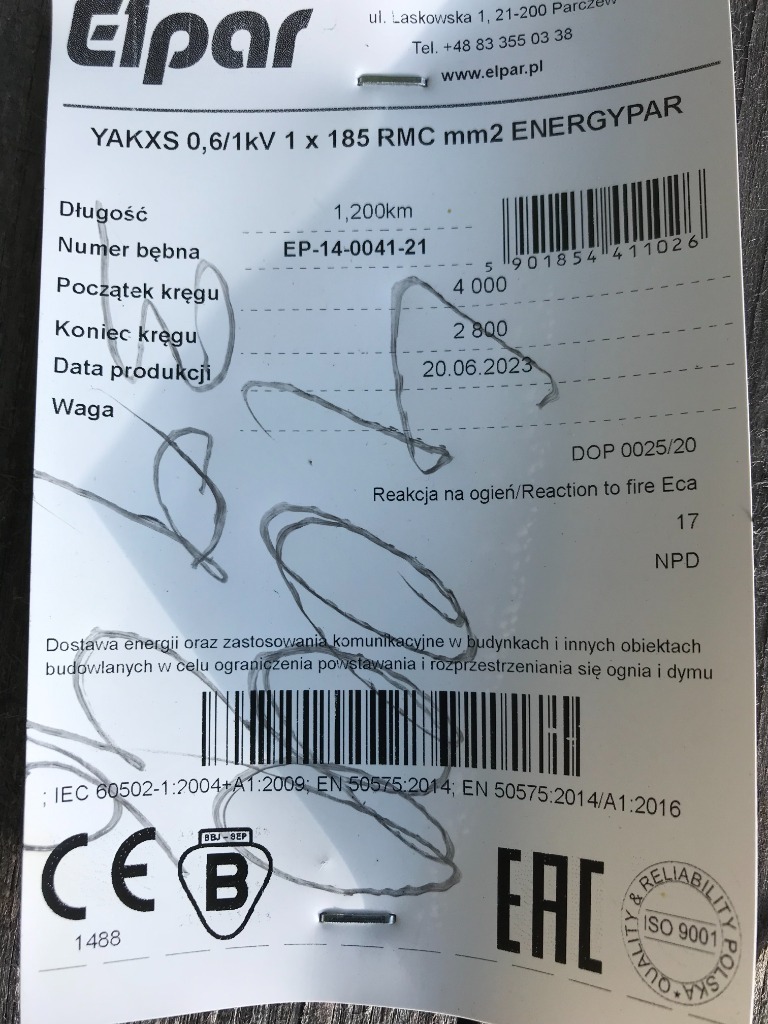 Elpar
ul. Laskowska 1, 21-200 Parczew
Tel. +48 83 355 03 38
www.elpar.pl
YAKXS 0,6/1kV 1 x 185 RMC mm2 ENERGYPAR
Długość 1,200km
Numer bębna EP-14-0041-21
5 901854 411026
Początek kręgu 4 000
Koniec kręgu 2 800
Data produkcji 20.06.2023
Waga
DOP 0025/20
Reakcja na ogień/Reaction to fire Eca
17
NPD
Dostawa energii oraz zastosowania komunikacyjne w budynkach i innych obiektach
budowlanych w celu ograniczenia powstawania i rozprzestrzeniania się ognia i dymu
; IEC 60502-1:2004+A1:2009; EN 50575:2014; EN 50575:2014/A1:2016
CE
1488
BBJ-SEP
B
EAC
QUALITY & RELIABILITY POLSKA
ISO 9001